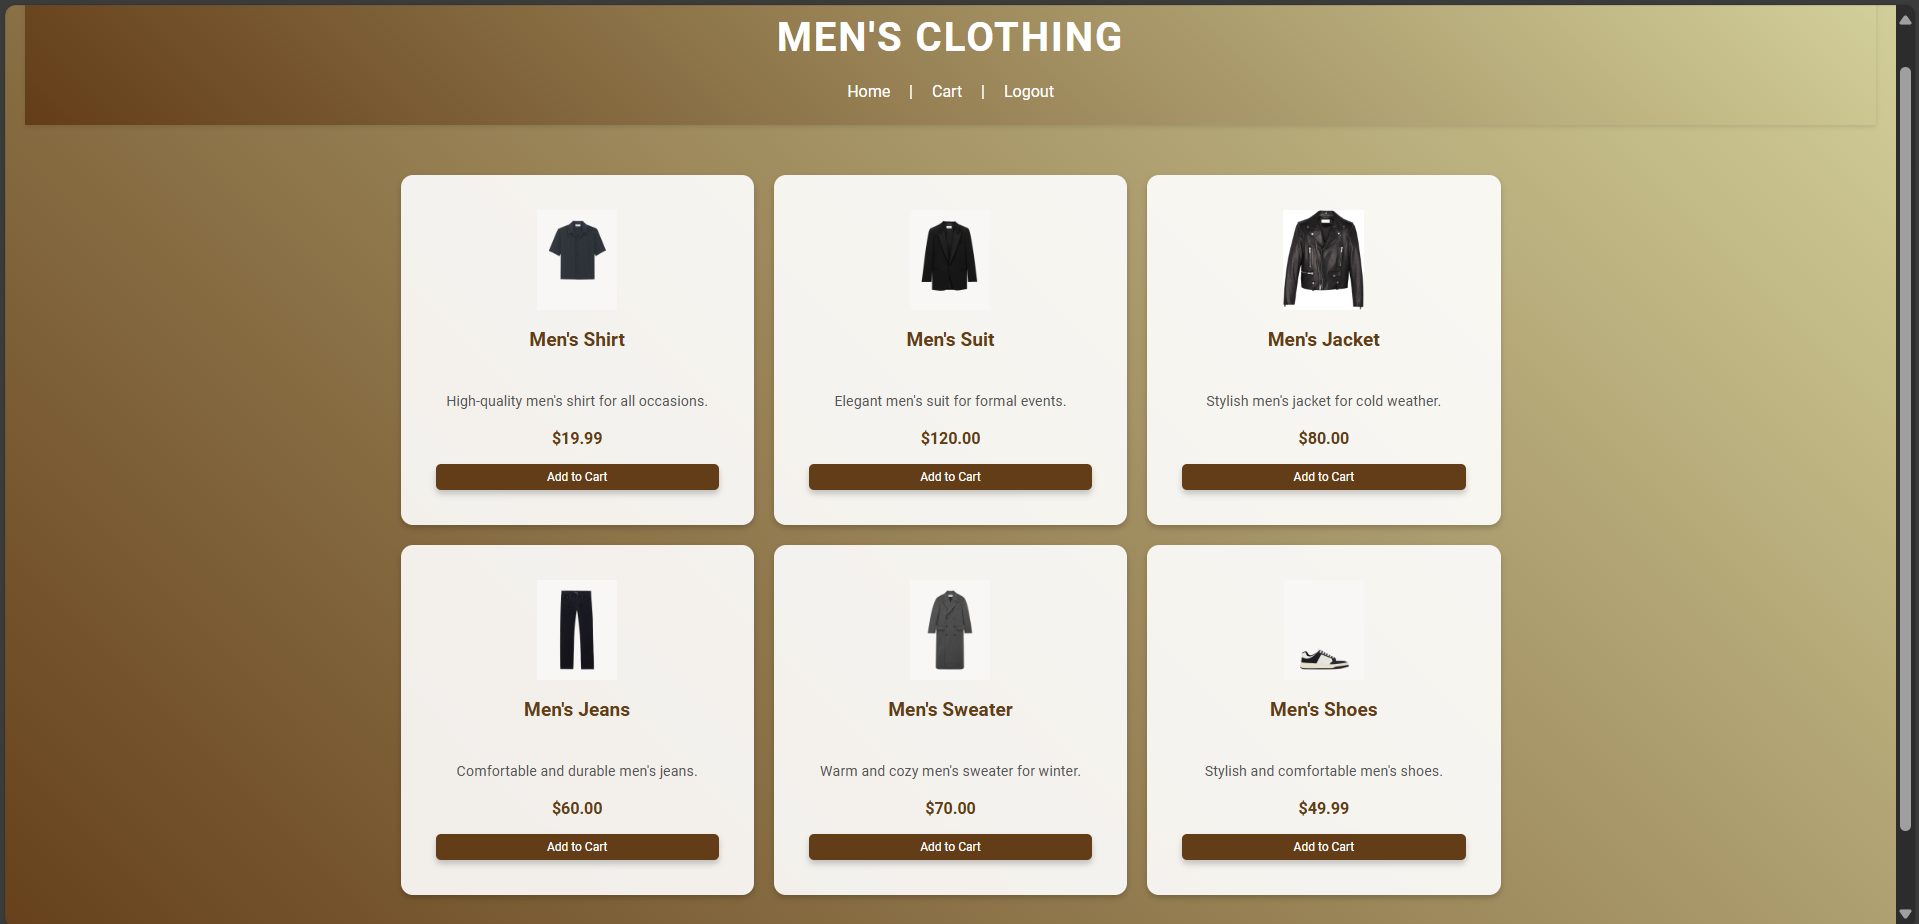 MEN'S CLOTHING
Home | Cart | Logout
Men's Shirt
High-quality men's shirt for all occasions.
$19.99
Add to Cart
Men's Suit
Elegant men's suit for formal events.
$120.00
Add to Cart
Men's Jacket
Stylish men's jacket for cold weather.
$80.00
Add to Cart
Men's Jeans
Comfortable and durable men's jeans.
$60.00
Add to Cart
Men's Sweater
Warm and cozy men's sweater for winter.
$70.00
Add to Cart
Men's Shoes
Stylish and comfortable men's shoes.
$49.99
Add to Cart